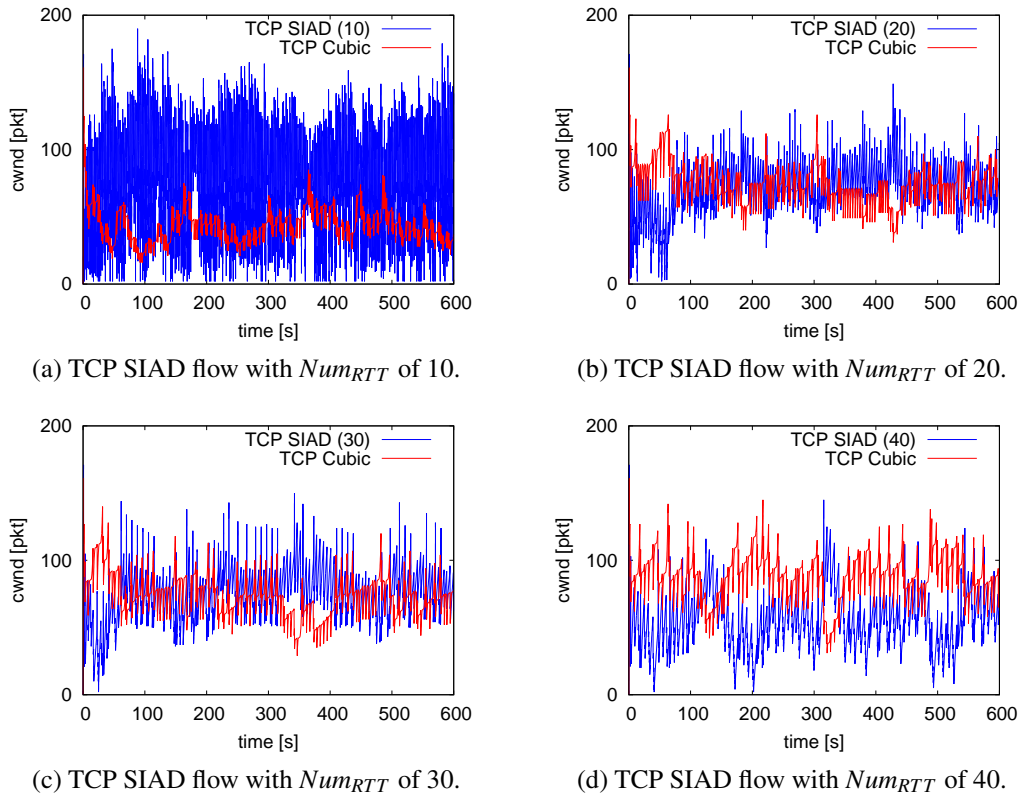 200
TCP SIAD (10)
TCP Cubic
cwnd [pkt]
100
0
0 100 200 300 400 500 600
time [s]
(a) TCP SIAD flow with NumRTT of 10.
200
TCP SIAD (20)
TCP Cubic
cwnd [pkt]
100
0
0 100 200 300 400 500 600
time [s]
(b) TCP SIAD flow with NumRTT of 20.
200
TCP SIAD (30)
TCP Cubic
cwnd [pkt]
100
0
0 100 200 300 400 500 600
time [s]
(c) TCP SIAD flow with NumRTT of 30.
200
TCP SIAD (40)
TCP Cubic
cwnd [pkt]
100
0
0 100 200 300 400 500 600
time [s]
(d) TCP SIAD flow with NumRTT of 40.